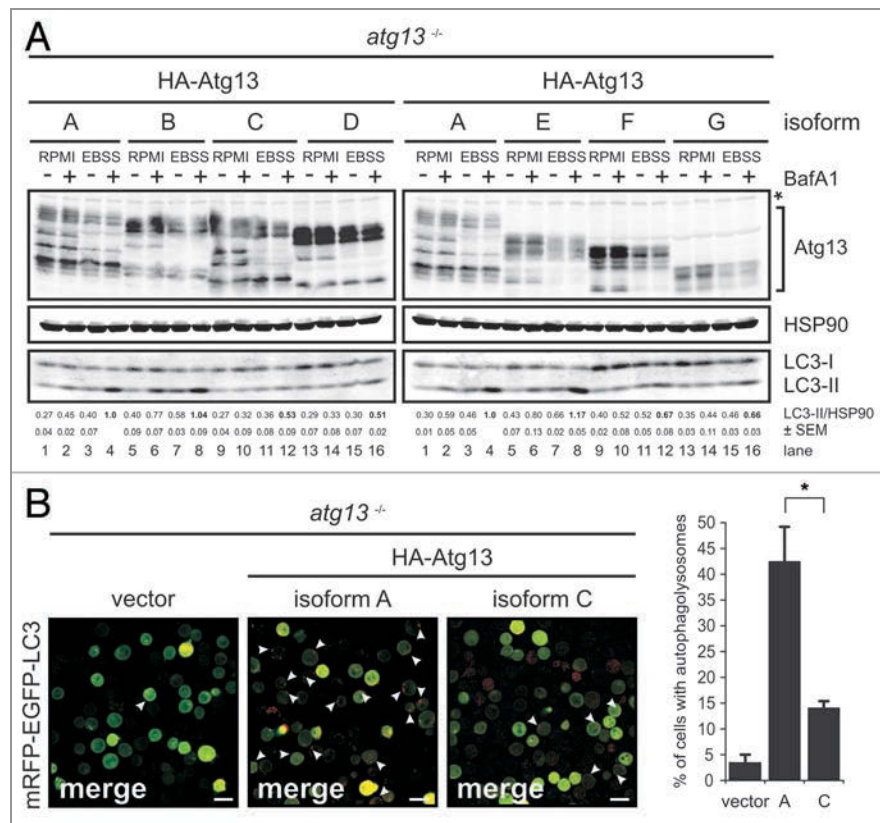 A
atg13 -/-
HA-Atg13 HA-Atg13
A B C D A E F G isoform
RPMI EBSS RPMI EBSS RPMI EBSS RPMI EBSS RPMI EBSS RPMI EBSS RPMI EBSS RPMI EBSS
- + - + - + - + - + - + - + - + - + - + - + - + - + - + - + - + BafA1
*
Atg13
HSP90
LC3-I
LC3-II
0.27 0.45 0.40 1.0 0.40 0.77 0.58 1.04 0.27 0.32 0.36 0.53 0.29 0.33 0.30 0.51 0.30 0.59 0.46 1.0 0.43 0.80 0.66 1.17 0.40 0.52 0.52 0.67 0.35 0.44 0.46 0.66 LC3-II/HSP90
0.04 0.02 0.07 0.09 0.07 0.03 0.09 0.04 0.09 0.08 0.09 0.04 0.09 0.07 0.02 0.01 0.05 0.05 0.07 0.13 0.02 0.05 0.08 0.11 0.05 0.08 0.03 0.11 0.03 0.03 ± SEM
1 2 3 4 5 6 7 8 9 10 11 12 13 14 15 16 1 2 3 4 5 6 7 8 9 10 11 12 13 14 15 16 lane
B
atg13 -/-
HA-Atg13
vector isoform A isoform C
mRFP-EGFP-LC3
merge merge merge
*
% of cells with autophagolysosomes
50
45
40
35
30
25
20
15
10
5
0
vector A C